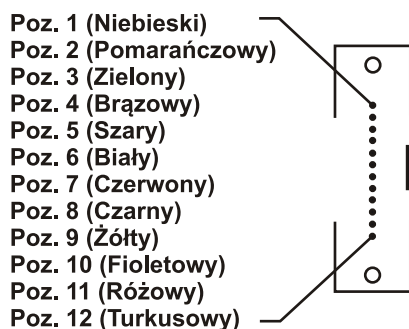 Poz. 1 (Niebieski)
Poz. 2 (Pomarańczowy)
Poz. 3 (Zielony)
Poz. 4 (Brązowy)
Poz. 5 (Szary)
Poz. 6 (Biały)
Poz. 7 (Czerwony)
Poz. 8 (Czarny)
Poz. 9 (Żółty)
Poz. 10 (Fioletowy)
Poz. 11 (Różowy)
Poz. 12 (Turkusowy)